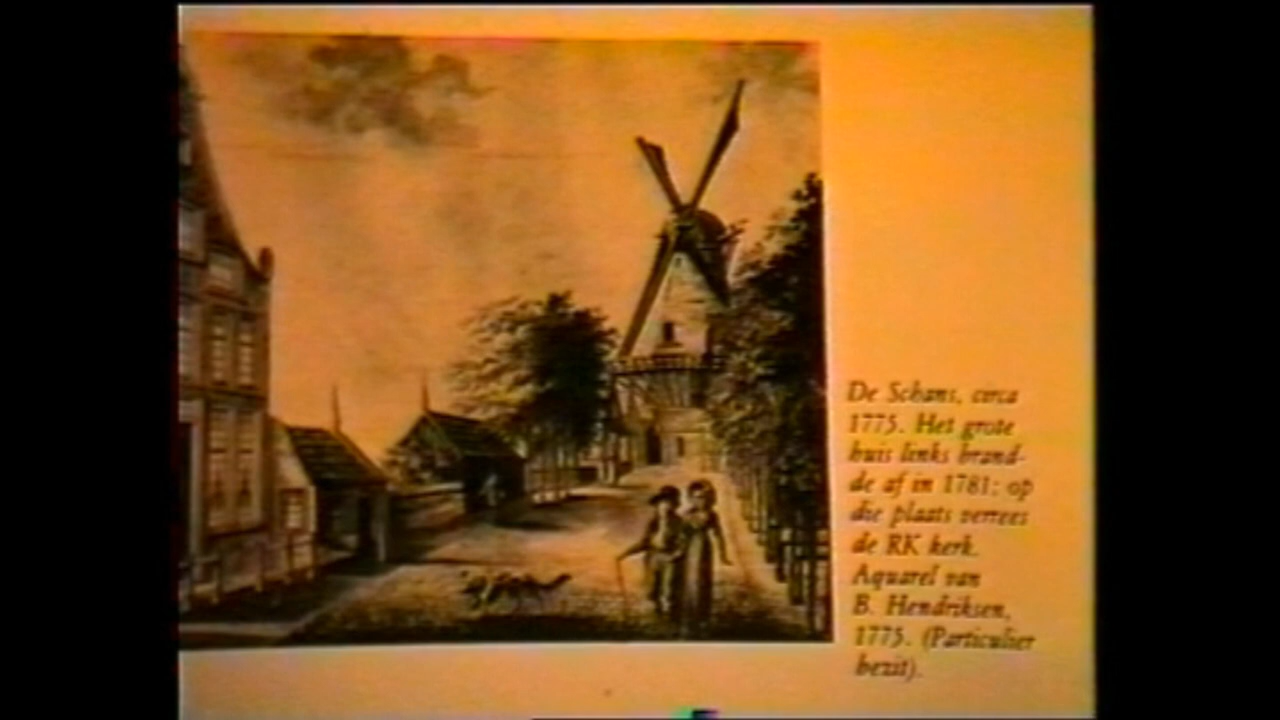 De Schans, circa
1775. Het grote
huis links brand-
de af in 1781; op
die plaats verrees
de RK kerk.
Aquarel van
B. Hendriksen,
1775. (Particulier
bezit).